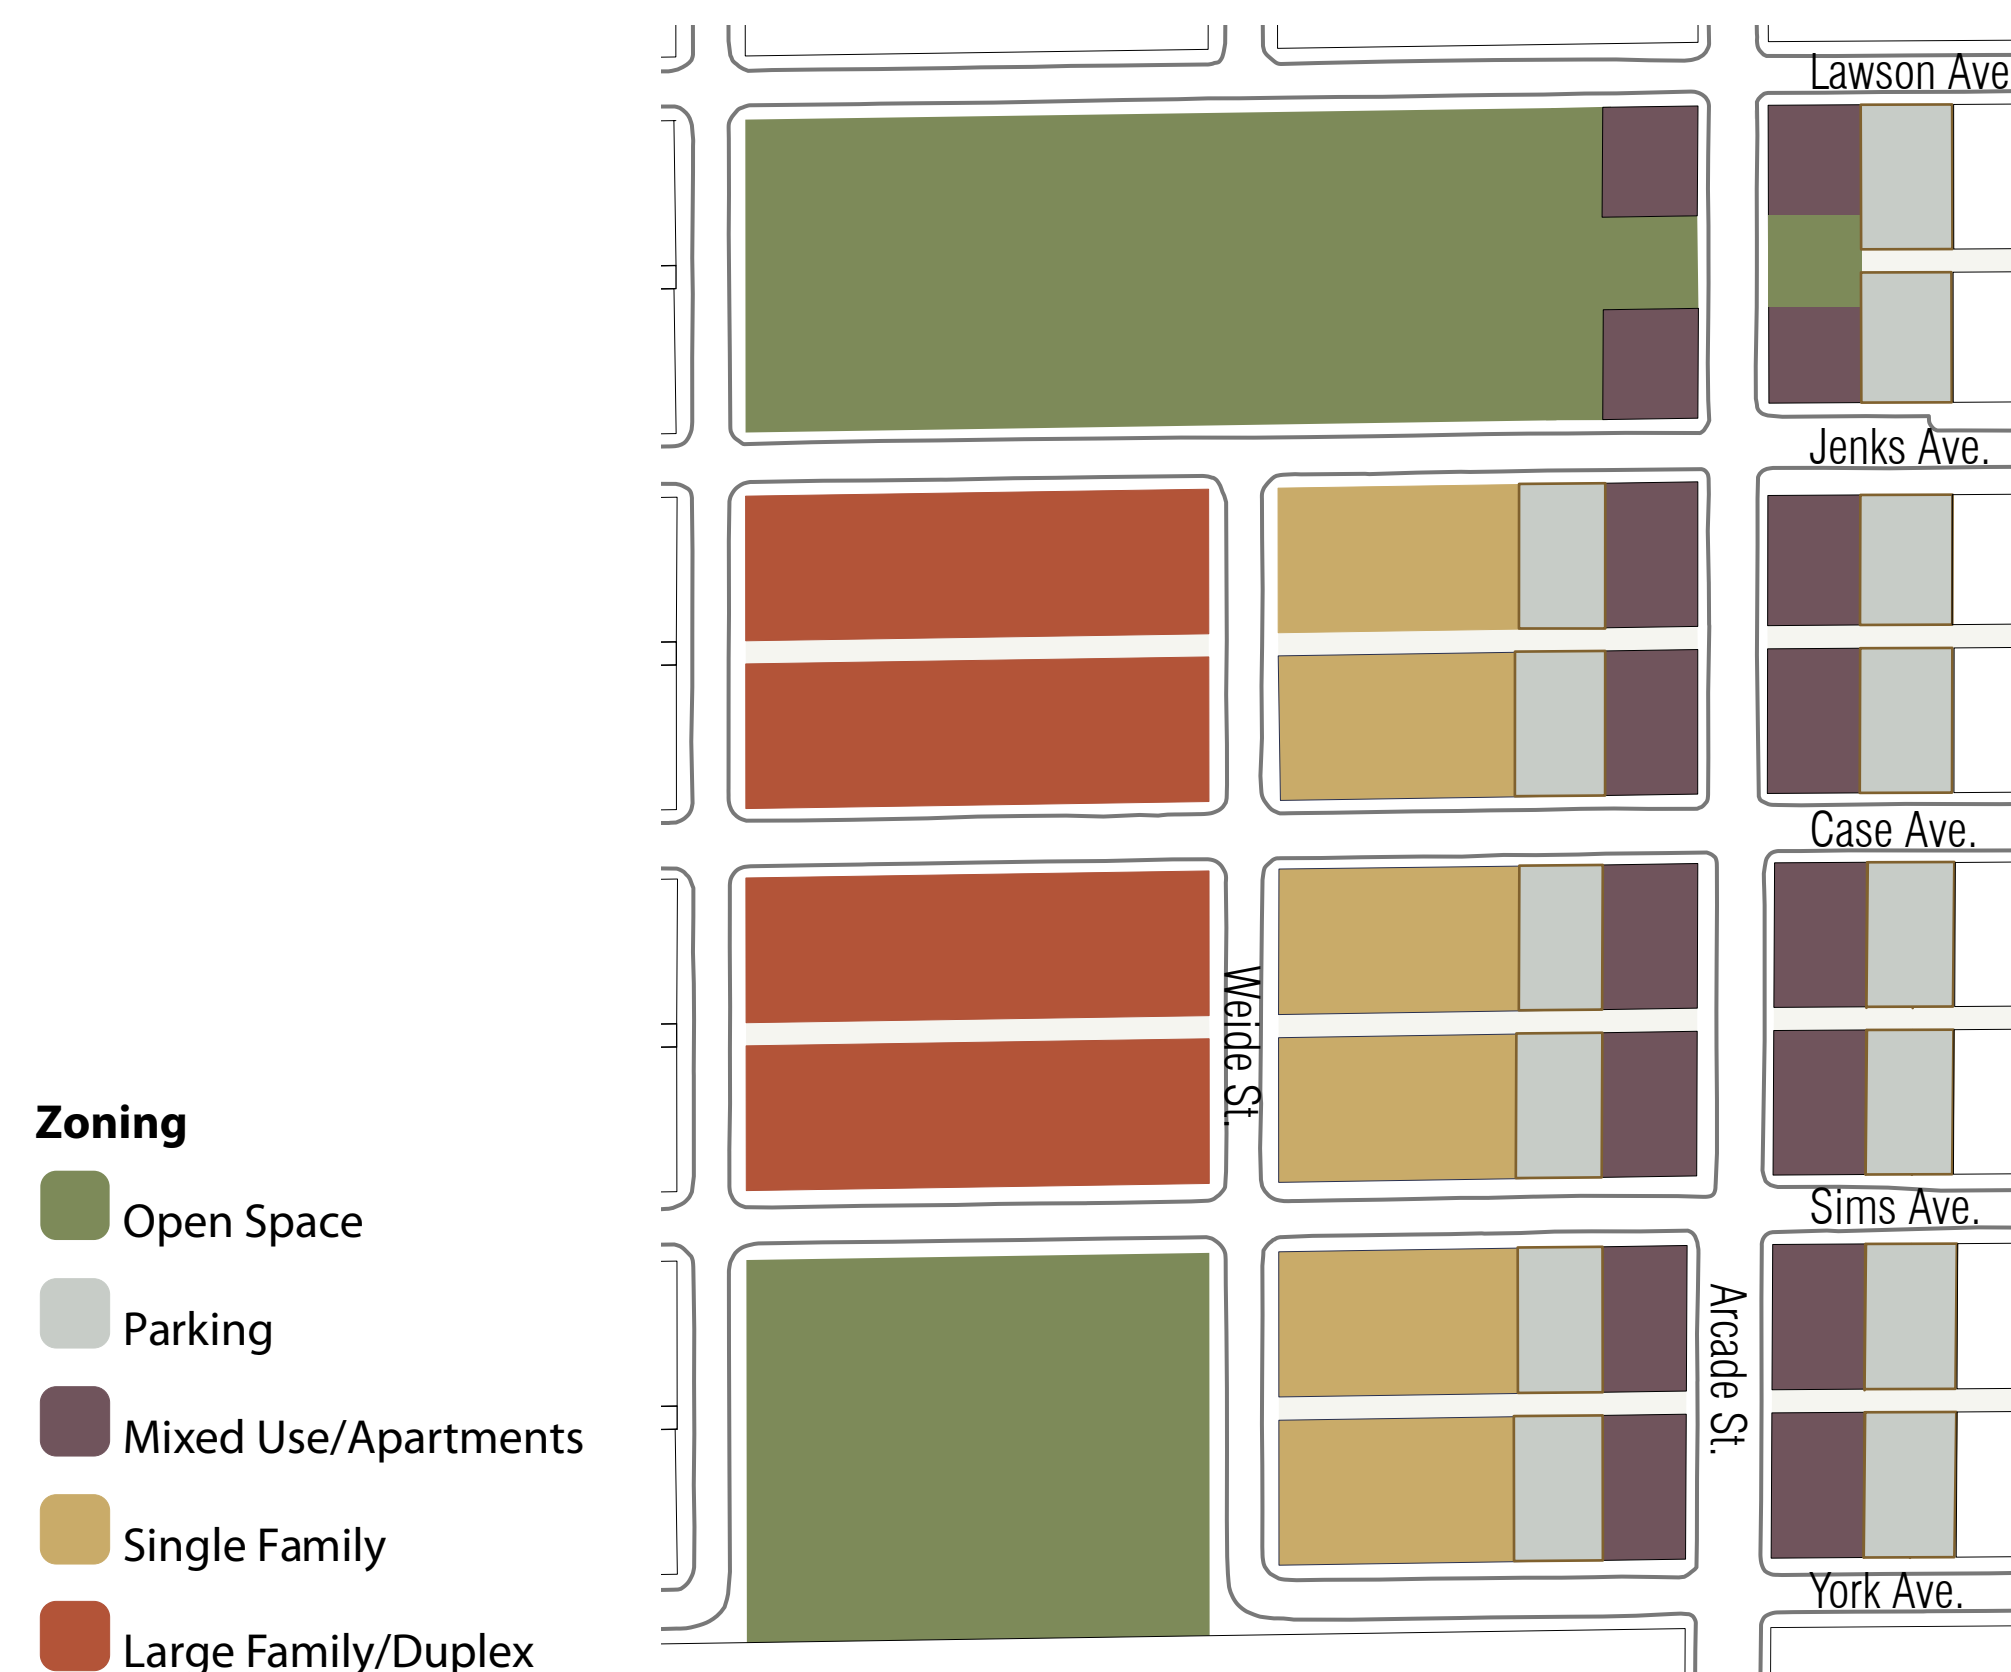 Lawson Ave
Jenks Ave.
Case Ave.
Weide St.
Sims Ave.
Arcade St.
York Ave.
Zoning
Open Space
Parking
Mixed Use/Apartments
Single Family
Large Family/Duplex